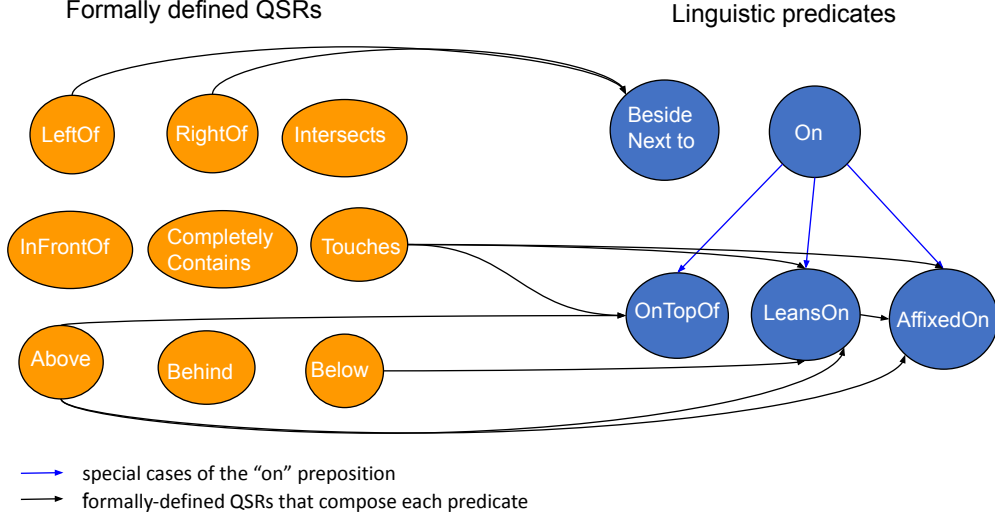 Formally defined QSRs
Linguistic predicates
LeftOf
RightOf
Intersects
Beside
Next to
On
InFrontOf
Completely
Contains
Touches
OnTopOf
LeansOn
AffixedOn
Above
Behind
Below
special cases of the “on” preposition
formally-defined QSRs that compose each predicate